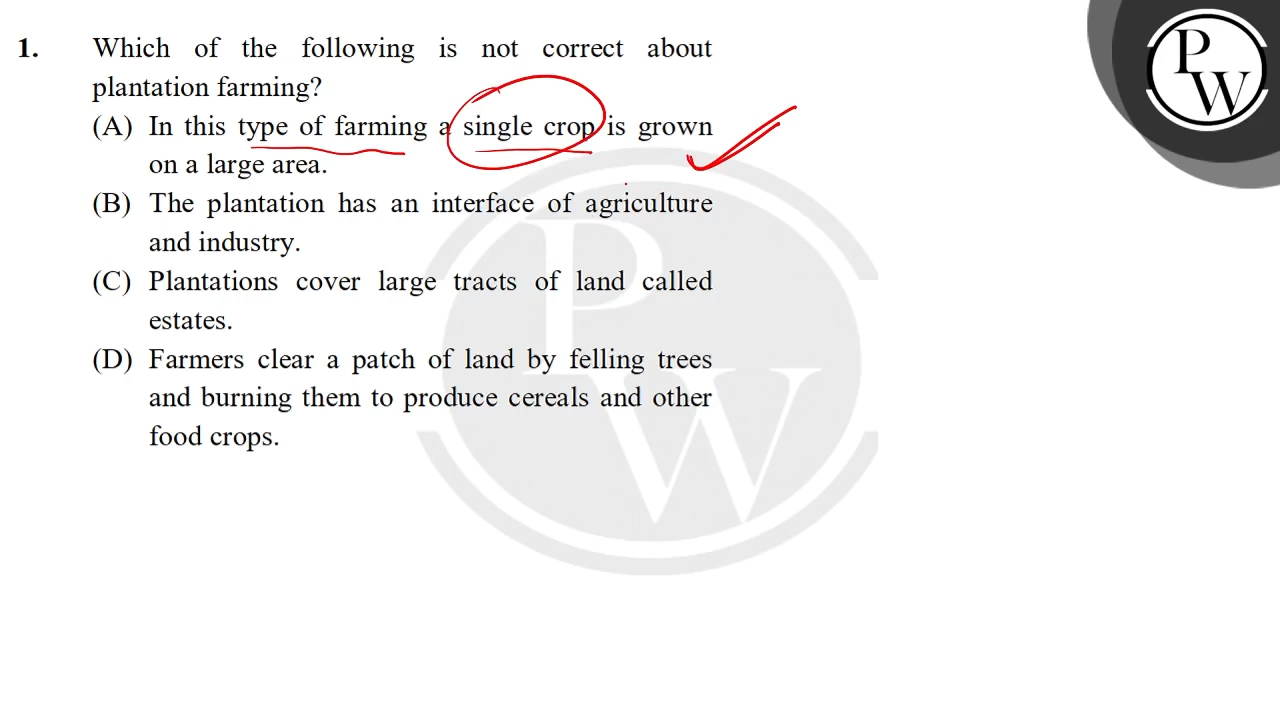 1. Which of the following is not correct about
plantation farming?
(A) In this type of farming a single crop is grown
on a large area.
(B) The plantation has an interface of agriculture
and industry.
(C) Plantations cover large tracts of land called
estates.
(D) Farmers clear a patch of land by felling trees
and burning them to produce cereals and other
food crops.
PW
PW